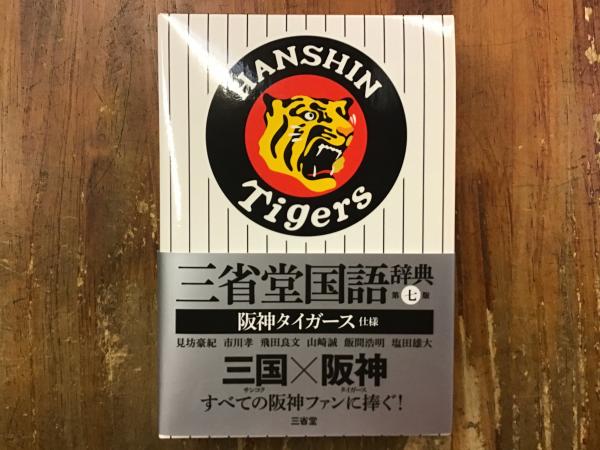 HANSHIN
Tigers
三省堂国語辞典
第七版
阪神タイガース仕様
見坊豪紀 市川孝 飛田良文 山崎誠 飯間浩明 塩田雄大
三国×阪神
サンコク タイガース
すべての阪神ファンに捧ぐ!
三省堂